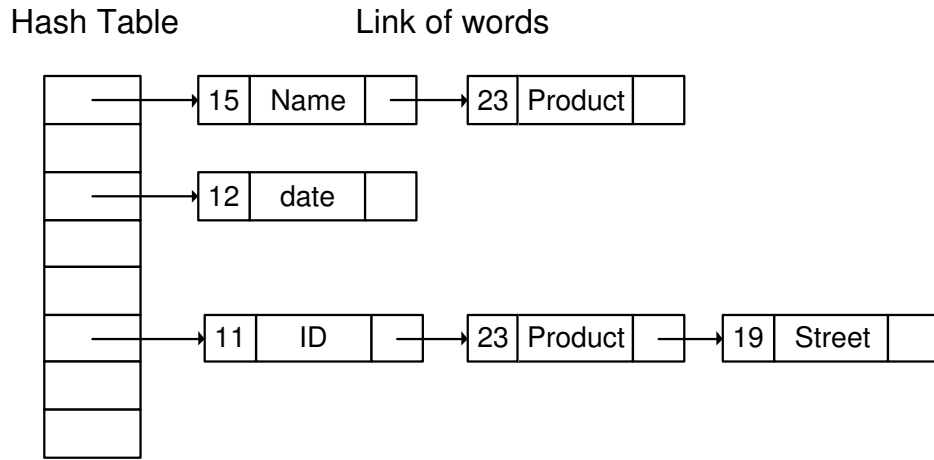 Hash Table Link of words
15 Name 23 Product
12 date
11 ID 23 Product 19 Street